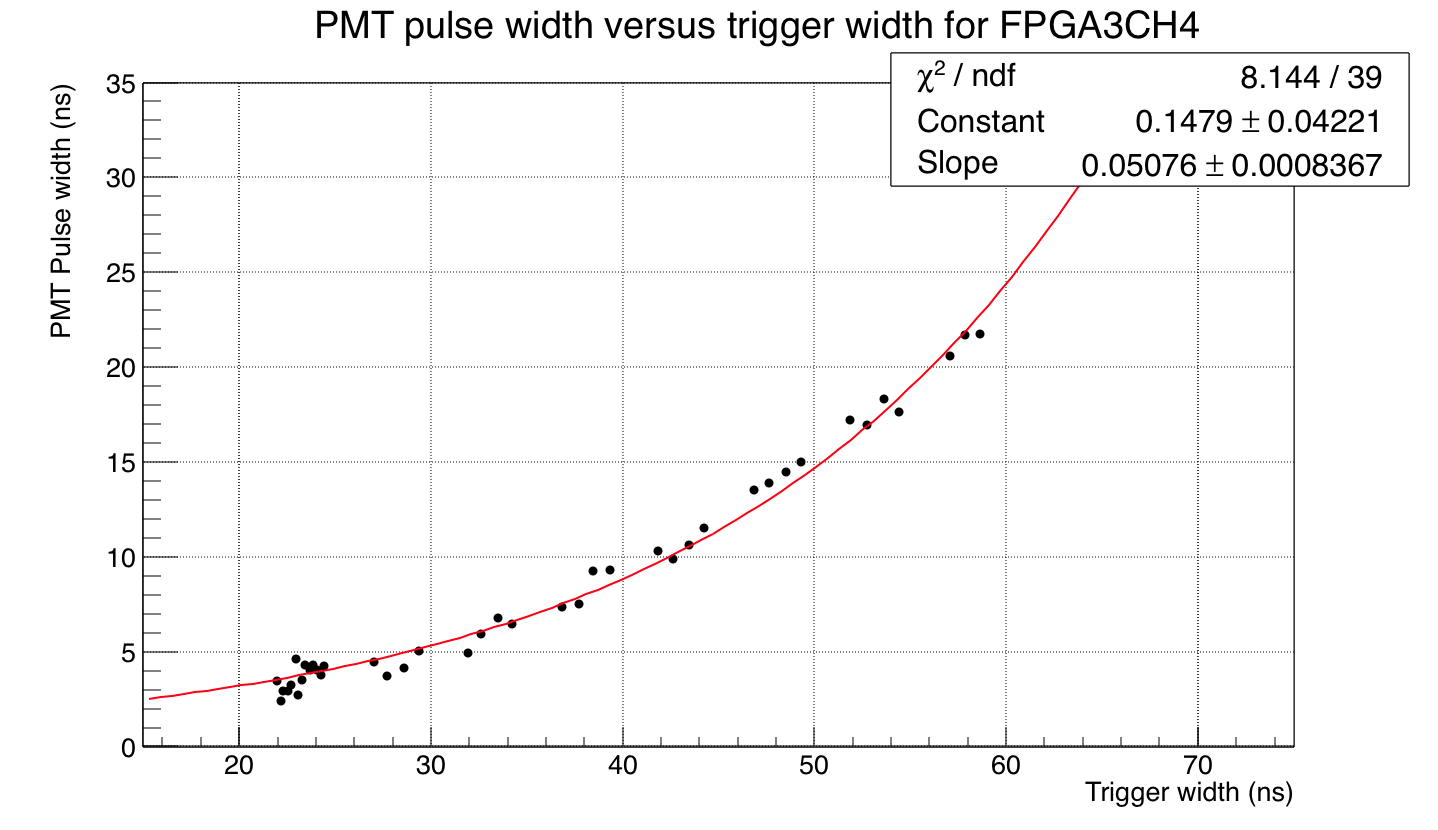 PMT pulse width versus trigger width for FPGA3CH4
χ² / ndf 8.144 / 39
Constant 0.1479 ± 0.04221
Slope 0.05076 ± 0.0008367
PMT Pulse width (ns)
35
30
25
20
15
10
5
0
20 30 40 50 60 70
Trigger width (ns)